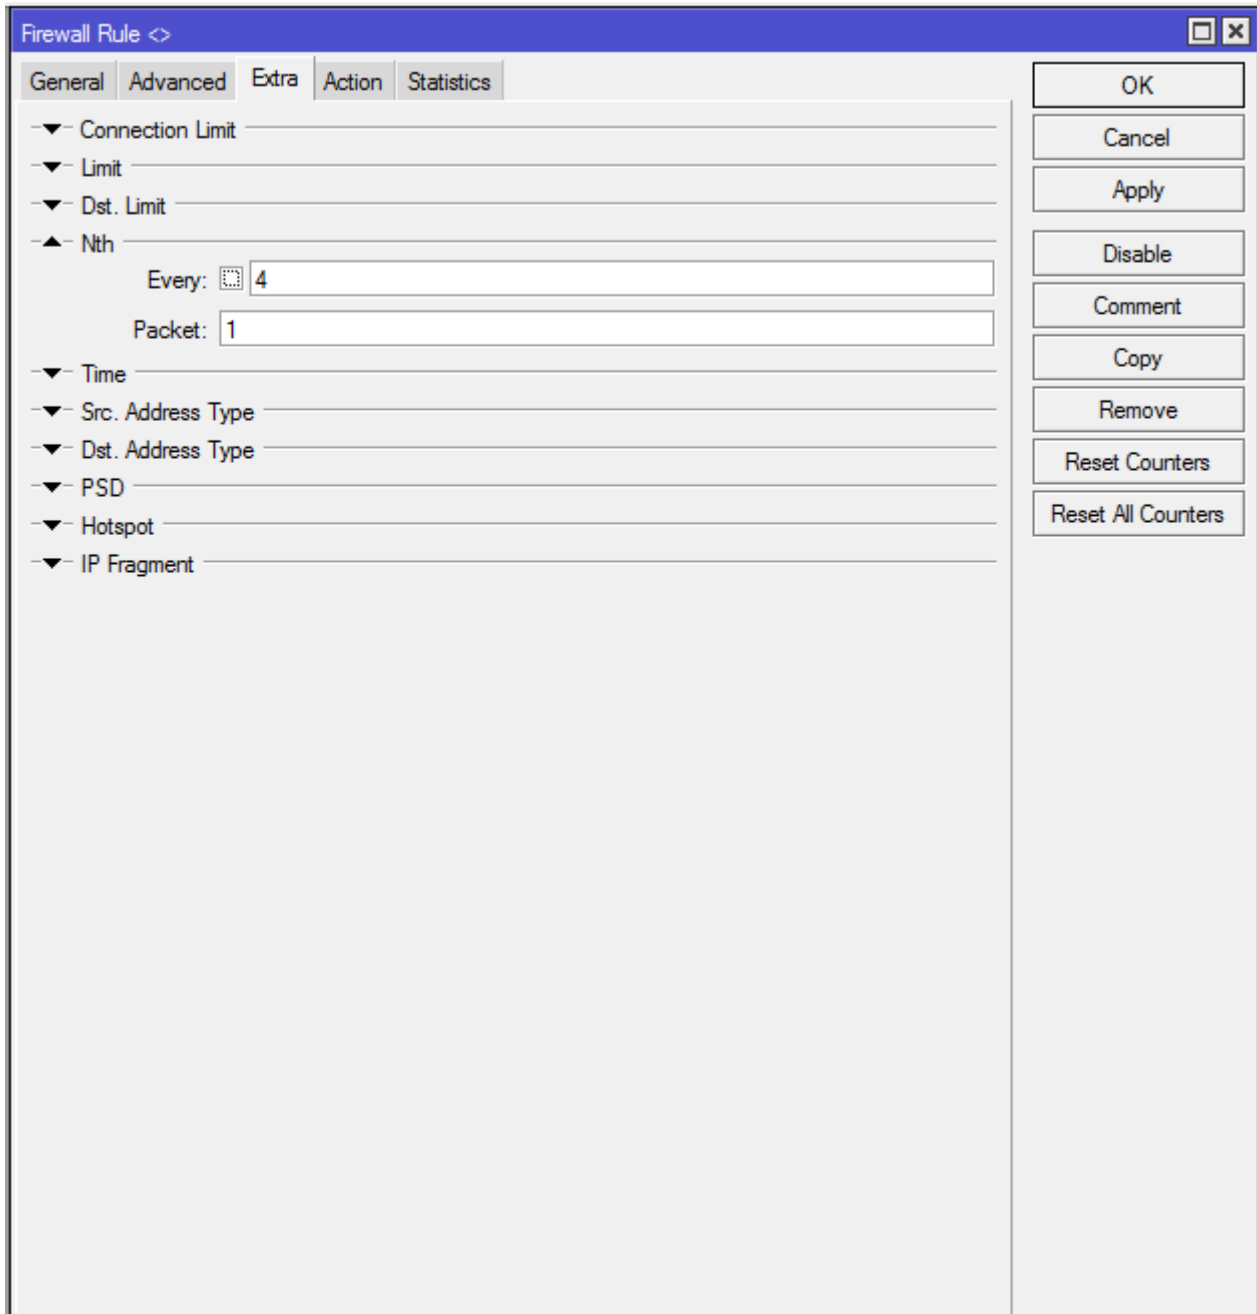 Firewall Rule <>
General Advanced Extra Action Statistics
OK
Connection Limit
Cancel
Limit
Apply
Dst. Limit
Nth
Disable
Every: 4
Comment
Packet: 1
Copy
Time
Remove
Src. Address Type
Dst. Address Type
Reset Counters
PSD
Reset All Counters
Hotspot
IP Fragment